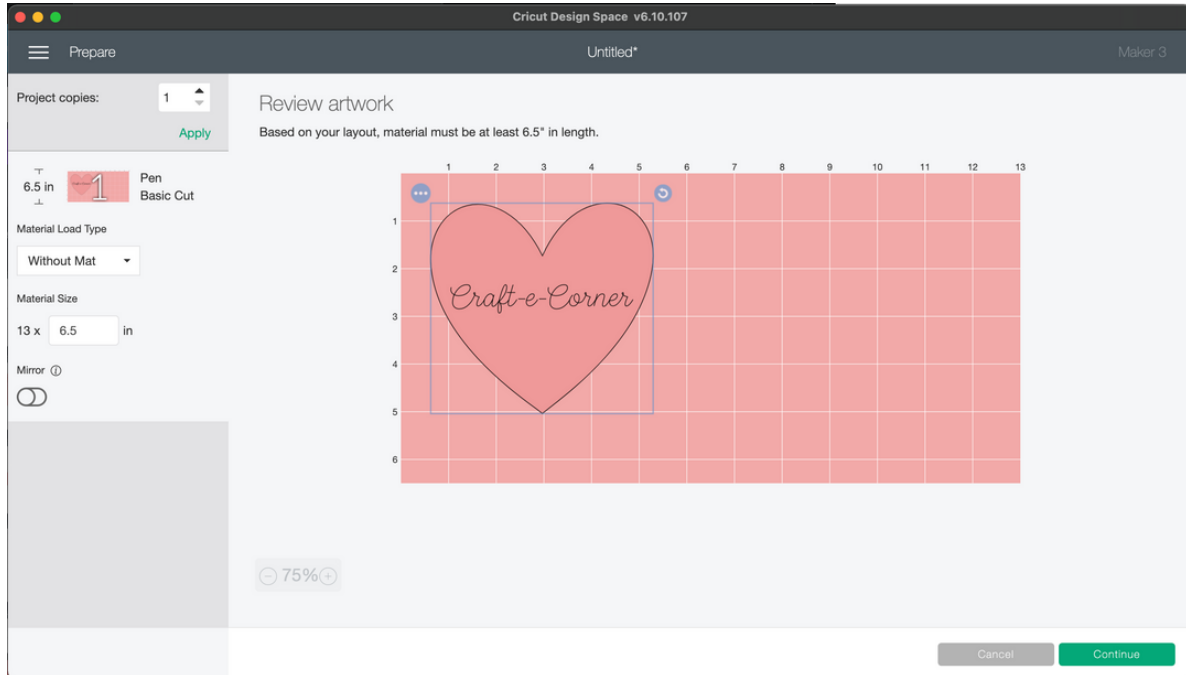 Cricut Design Space v6.10.107
Prepare
Untitled*
Maker 3
Project copies: 1
Apply
Review artwork
Based on your layout, material must be at least 6.5" in length.
6.5 in
1
Pen
Basic Cut
Material Load Type
Without Mat
Material Size
13 x 6.5 in
Mirror
1 2 3 4 5 6 7 8 9 10 11 12 13
1
2
3
4
5
6
Craft-e-Corner
75%
Cancel
Continue